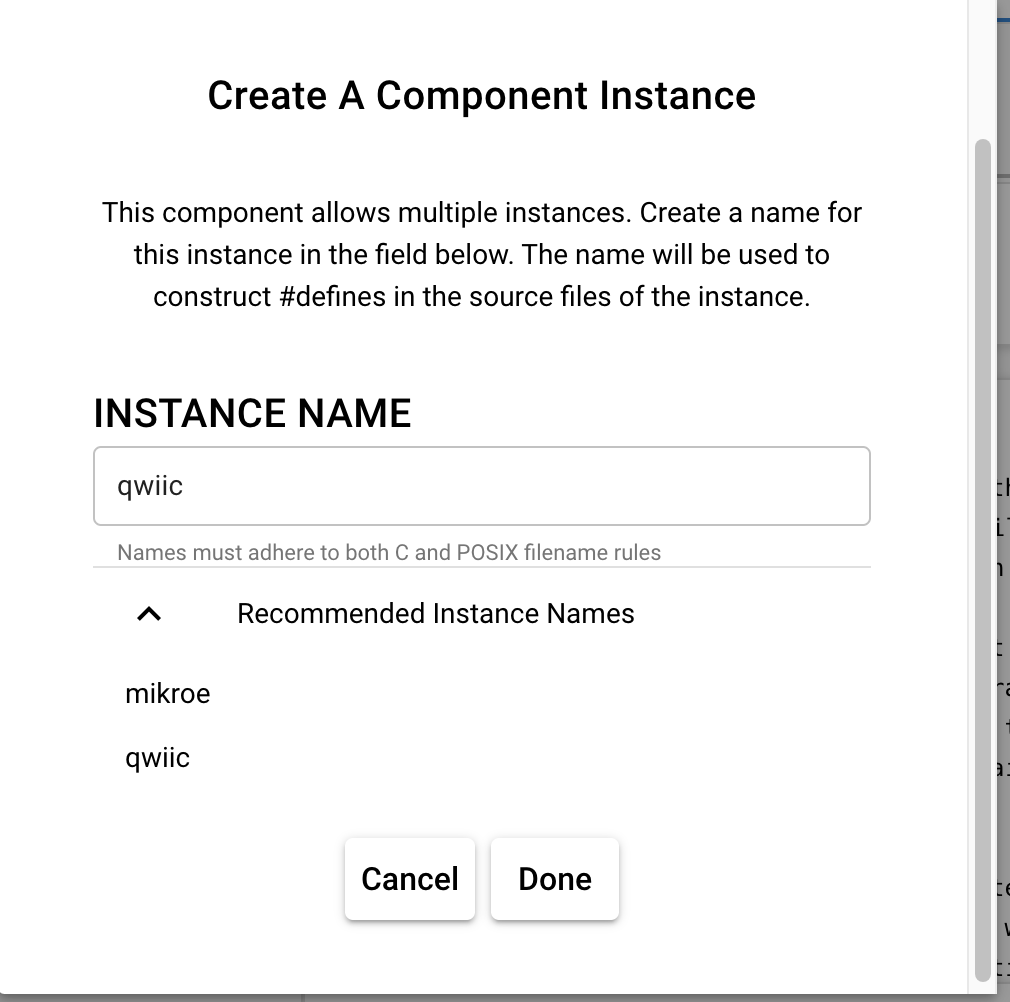 Create A Component Instance
This component allows multiple instances. Create a name for
this instance in the field below. The name will be used to
construct #defines in the source files of the instance.
INSTANCE NAME
qwiic
Names must adhere to both C and POSIX filename rules
Recommended Instance Names
mikroe
qwiic
Cancel Done